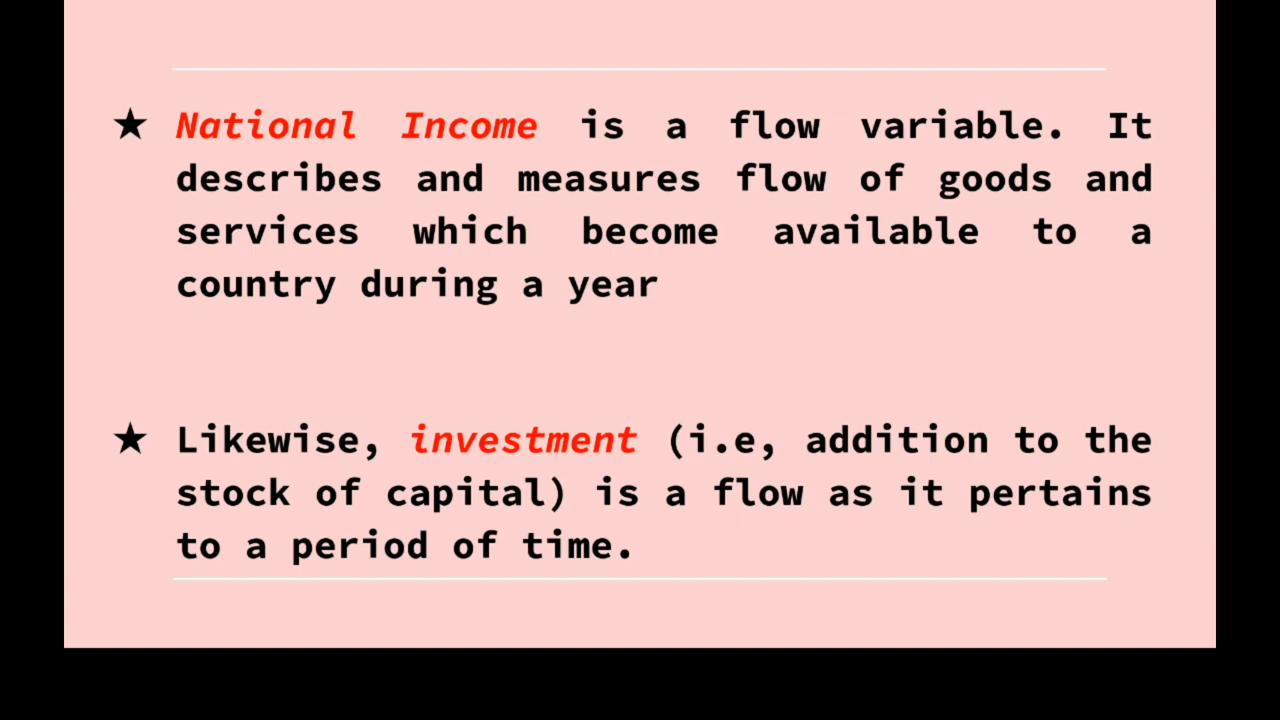 ★ National Income is a flow variable. It
describes and measures flow of goods and
services which become available to a
country during a year
★ Likewise, investment (i.e, addition to the
stock of capital) is a flow as it pertains
to a period of time.